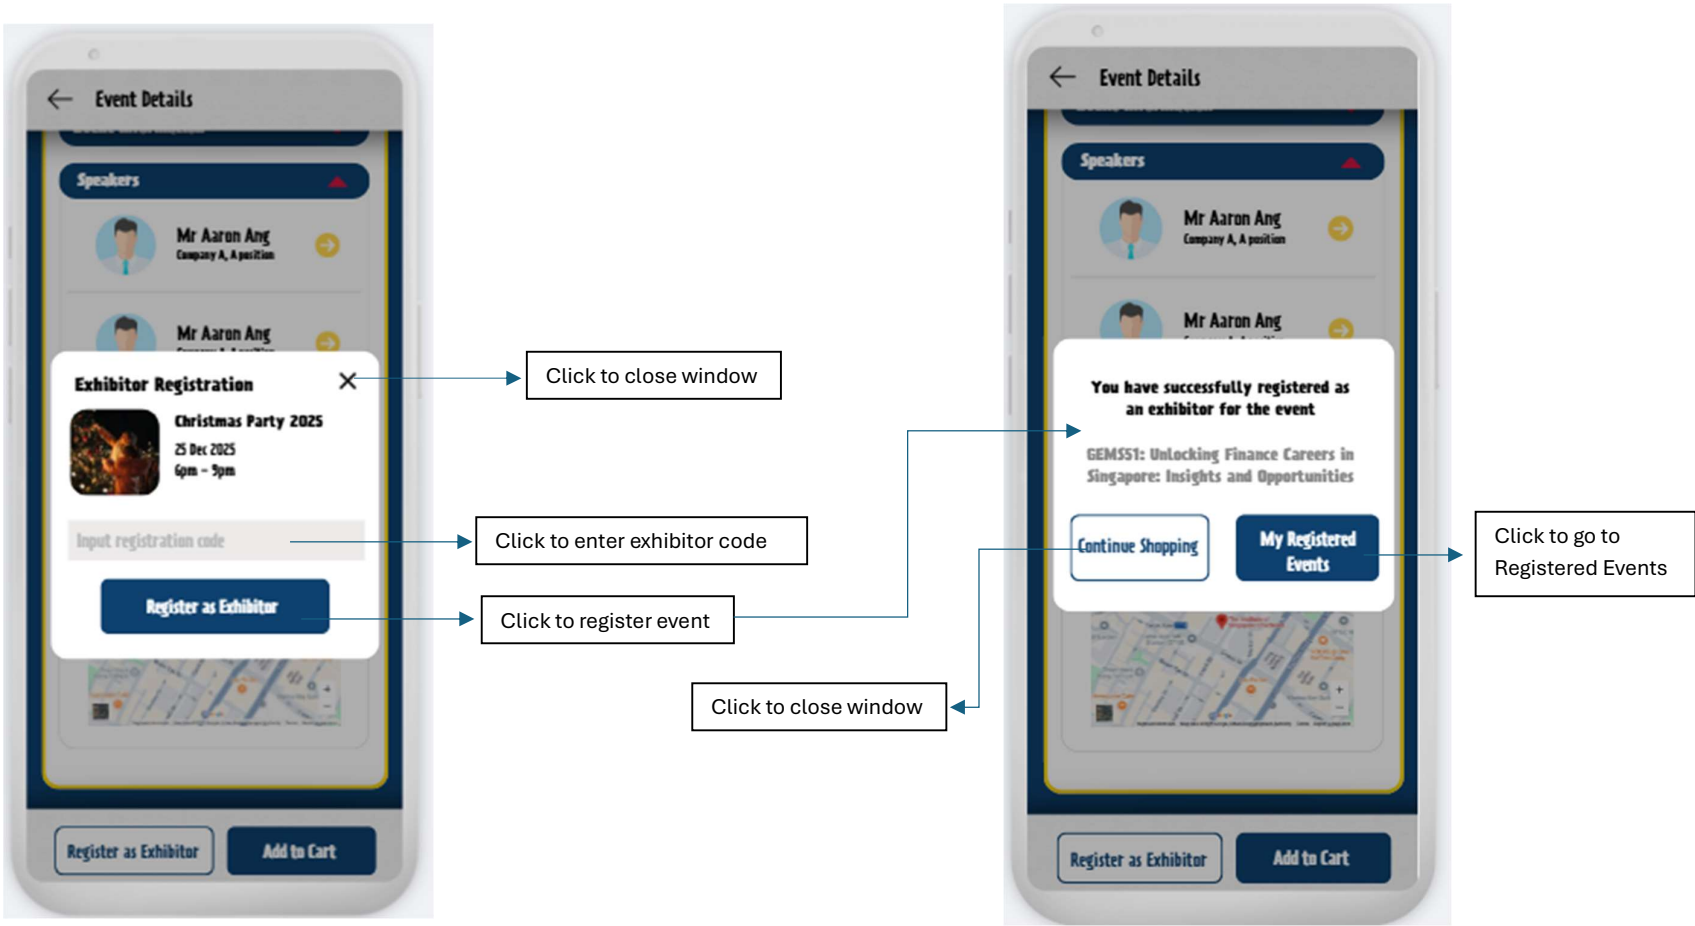 Event Details
Speakers
Mr Aaron Ang
Company A, A position
Mr Aaron Ang
Exhibitor Registration
Christmas Party 2025
25 Dec 2025
6pm - 9pm
Input registration code
Register as Exhibitor
Register as Exhibitor
Add to Cart
Click to close window
Click to enter exhibitor code
Click to register event
Click to close window
Event Details
Speakers
Mr Aaron Ang
Company A, A position
Mr Aaron Ang
You have successfully registered as
an exhibitor for the event
GEMS51: Unlocking Finance Careers in
Singapore: Insights and Opportunities
Continue Shopping
My Registered
Events
Register as Exhibitor
Add to Cart
Click to go to
Registered Events